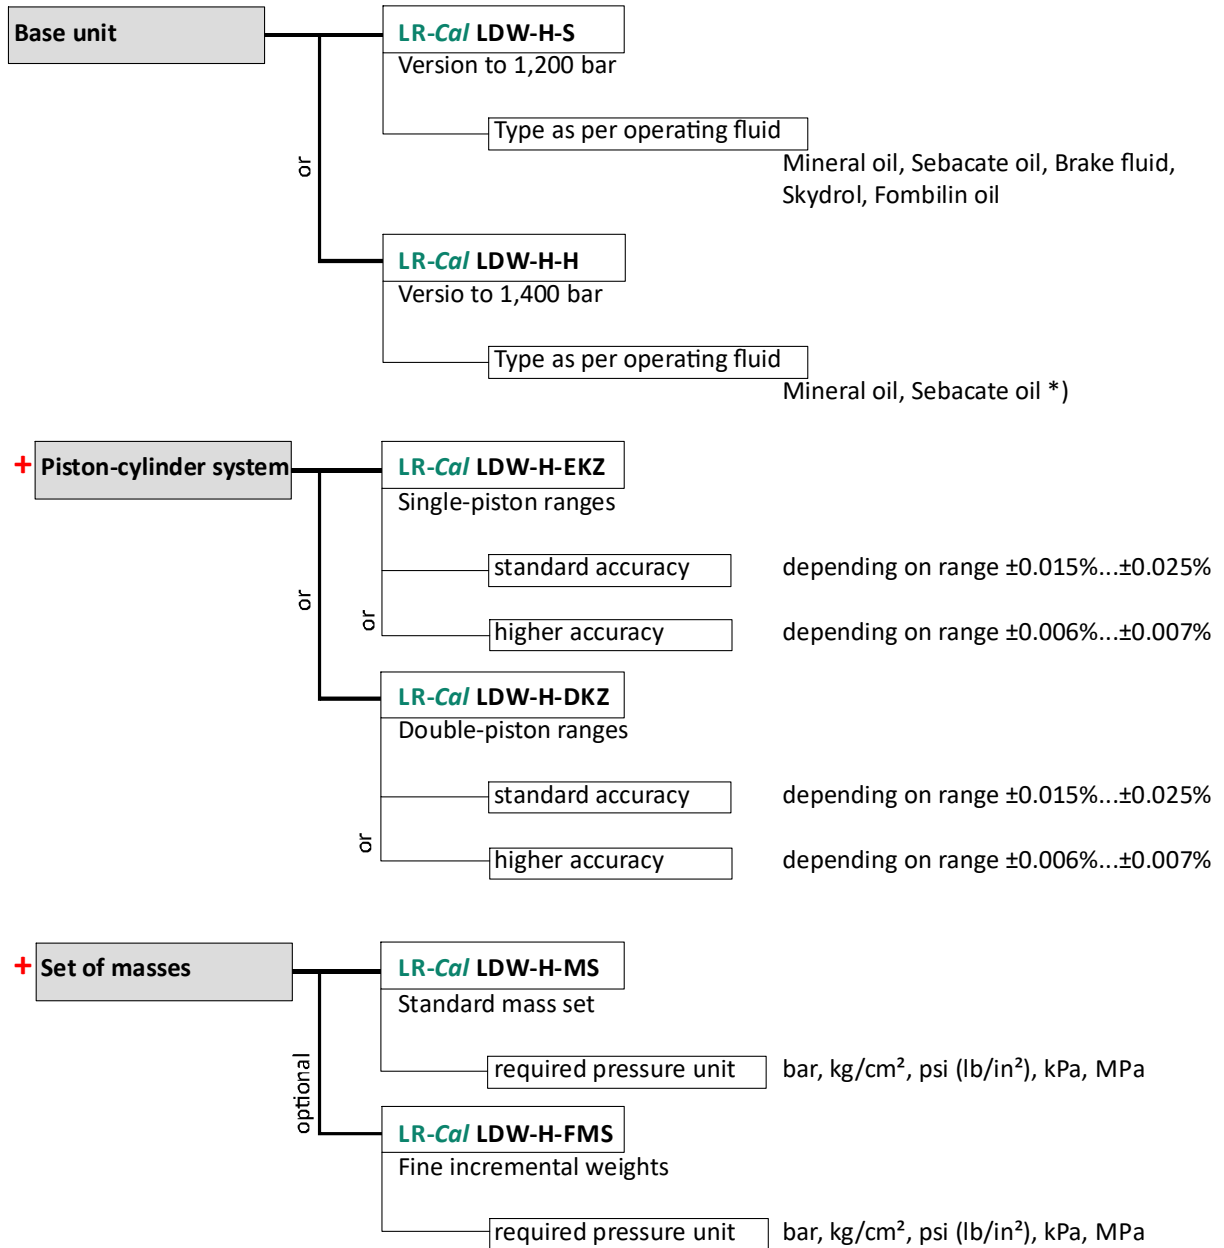 Base unit
LR-Cal LDW-H-S
Version to 1,200 bar
Type as per operating fluid
Mineral oil, Sebacate oil, Brake fluid,
Skydrol, Fombilin oil
or
LR-Cal LDW-H-H
Versio to 1,400 bar
Type as per operating fluid
Mineral oil, Sebacate oil *)
+ Piston-cylinder system
LR-Cal LDW-H-EKZ
Single-piston ranges
standard accuracy depending on range ±0.015%...±0.025%
or
or
higher accuracy depending on range ±0.006%...±0.007%
LR-Cal LDW-H-DKZ
Double-piston ranges
standard accuracy depending on range ±0.015%...±0.025%
or
higher accuracy depending on range ±0.006%...±0.007%
+ Set of masses
LR-Cal LDW-H-MS
Standard mass set
required pressure unit bar, kg/cm², psi (lb/in²), kPa, MPa
optional
LR-Cal LDW-H-FMS
Fine incremental weights
required pressure unit bar, kg/cm², psi (lb/in²), kPa, MPa